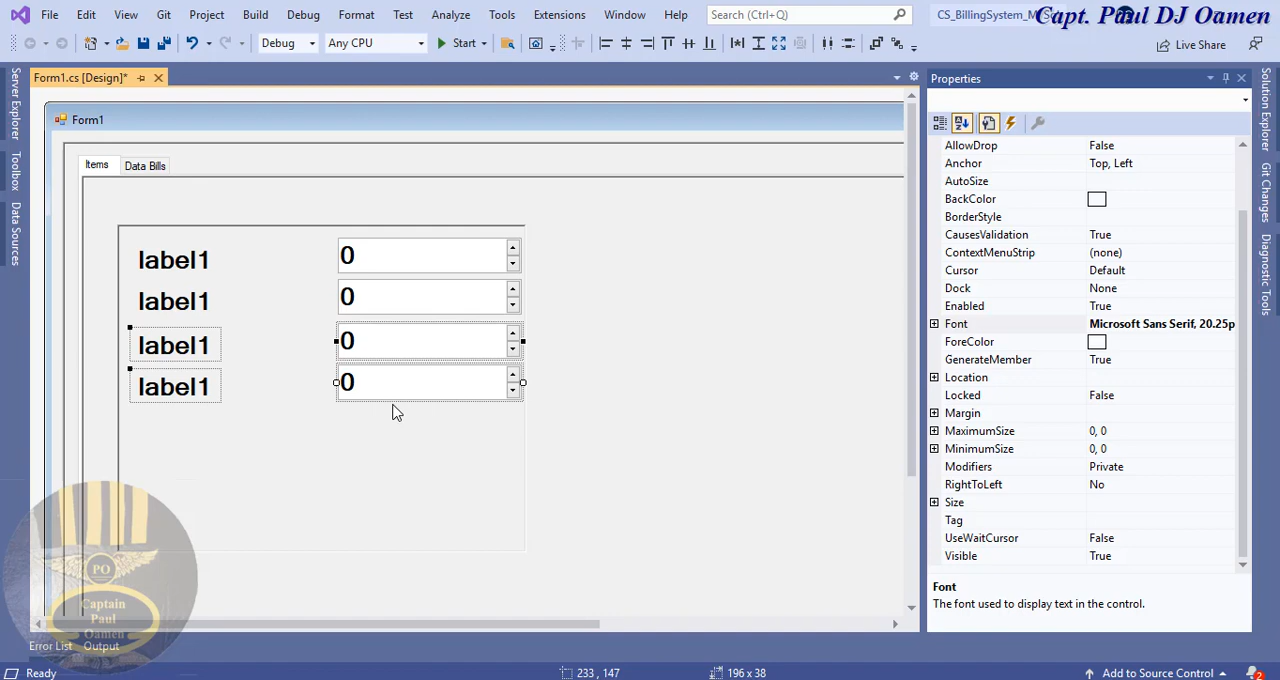 File Edit View Git Project Build Debug Format Test Analyze Tools Extensions Window Help Search (Ctrl+Q)
Capt. Paul DJ Oamen
Debug Any CPU Start Live Share
Form1.cs [Design]*
Properties
Server Explorer
Toolbox
Data Sources
Form1
Items Data Bills
label1 0
label1 0
label1 0
label1 0
AllowDrop False
Anchor Top, Left
AutoSize
BackColor
BorderStyle
CausesValidation True
ContextMenuStrip (none)
Cursor Default
Dock None
Enabled True
Font Microsoft Sans Serif, 20.25p
ForeColor
GenerateMember True
Location
Locked False
Margin
MaximumSize 0, 0
MinimumSize 0, 0
Modifiers Private
RightToLeft No
Size
Tag
UseWaitCursor False
Visible True
Font
The font used to display text in the control.
Solution Explorer
Git Changes
Diagnostic Tools
PO
Captain
Paul
Oamen
Error List Output
Ready 233 , 147 196 x 38 Add to Source Control 2